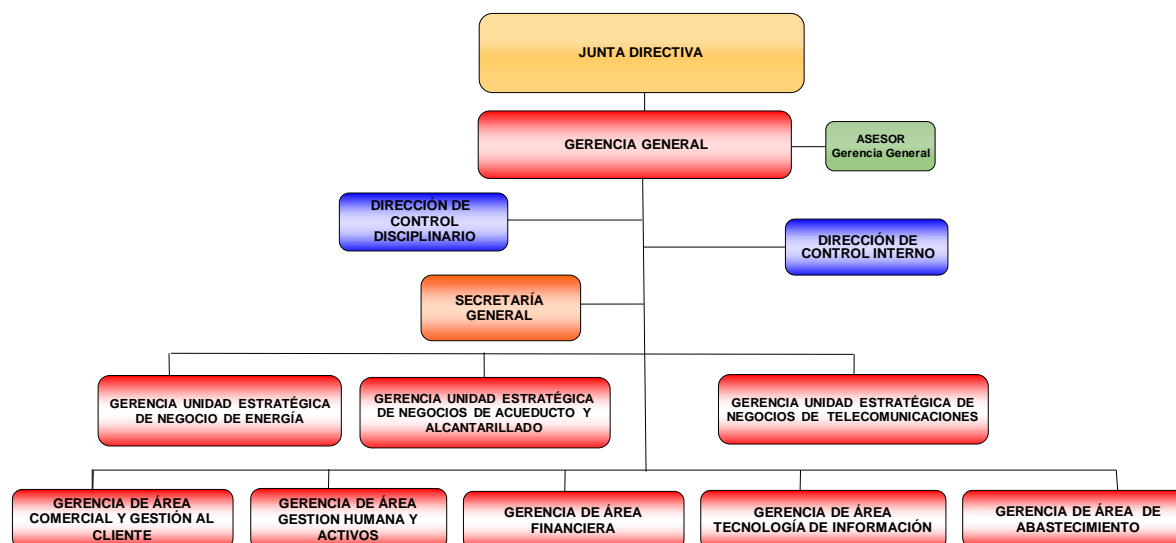 JUNTA DIRECTIVA
GERENCIA GENERAL
ASESOR
Gerencia General
DIRECCIÓN DE
CONTROL
DISCIPLINARIO
DIRECCIÓN DE
CONTROL INTERNO
SECRETARÍA
GENERAL
GERENCIA UNIDAD ESTRATÉGICA
DE NEGOCIO DE ENERGÍA
GERENCIA UNIDAD ESTRATÉGICA
DE NEGOCIOS DE ACUEDUCTO Y
ALCANTARILLADO
GERENCIA UNIDAD ESTRATÉGICA DE
NEGOCIOS DE TELECOMUNICACIONES
GERENCIA DE ÁREA
COMERCIAL Y GESTIÓN AL
CLIENTE
GERENCIA DE ÁREA
GESTION HUMANA Y
ACTIVOS
GERENCIA DE ÁREA
FINANCIERA
GERENCIA DE ÁREA
TECNOLOGÍA DE INFORMACIÓN
GERENCIA DE ÁREA DE
ABASTECIMIENTO